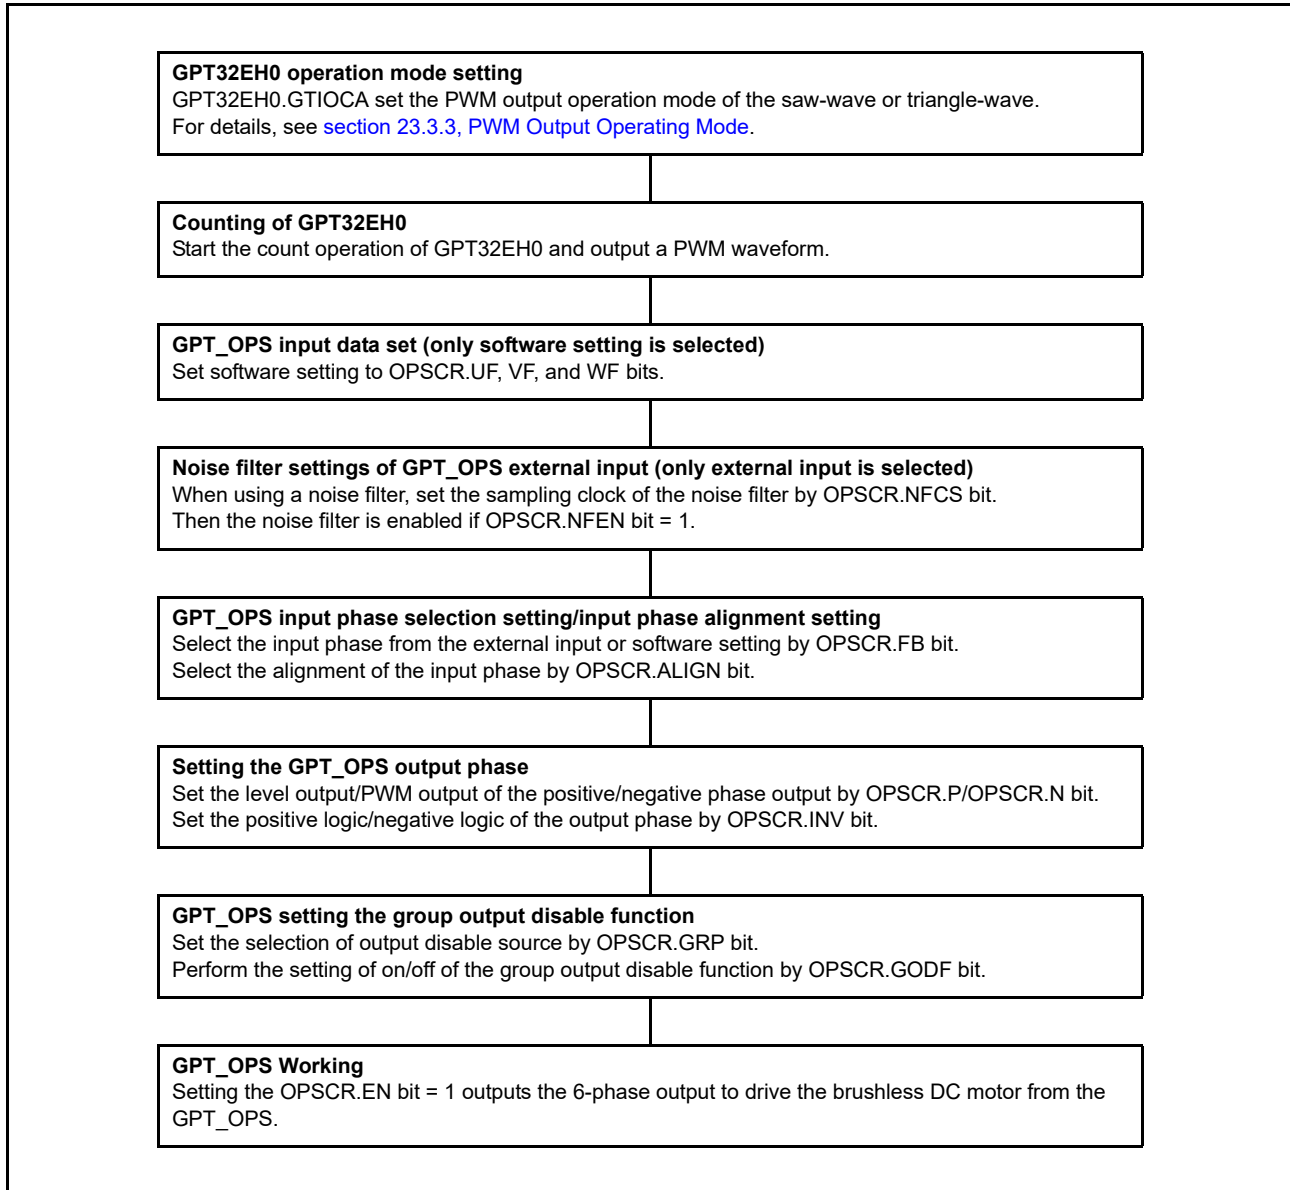 GPT32EH0 operation mode setting
GPT32EH0.GTIOCA set the PWM output operation mode of the saw-wave or triangle-wave.
For details, see section 23.3.3, PWM Output Operating Mode.
Counting of GPT32EH0
Start the count operation of GPT32EH0 and output a PWM waveform.
GPT_OPS input data set (only software setting is selected)
Set software setting to OPSCR.UF, VF, and WF bits.
Noise filter settings of GPT_OPS external input (only external input is selected)
When using a noise filter, set the sampling clock of the noise filter by OPSCR.NFCS bit.
Then the noise filter is enabled if OPSCR.NFEN bit = 1.
GPT_OPS input phase selection setting/input phase alignment setting
Select the input phase from the external input or software setting by OPSCR.FB bit.
Select the alignment of the input phase by OPSCR.ALIGN bit.
Setting the GPT_OPS output phase
Set the level output/PWM output of the positive/negative phase output by OPSCR.P/OPSCR.N bit.
Set the positive logic/negative logic of the output phase by OPSCR.INV bit.
GPT_OPS setting the group output disable function
Set the selection of output disable source by OPSCR.GRP bit.
Perform the setting of on/off of the group output disable function by OPSCR.GODF bit.
GPT_OPS Working
Setting the OPSCR.EN bit = 1 outputs the 6-phase output to drive the brushless DC motor from the
GPT_OPS.